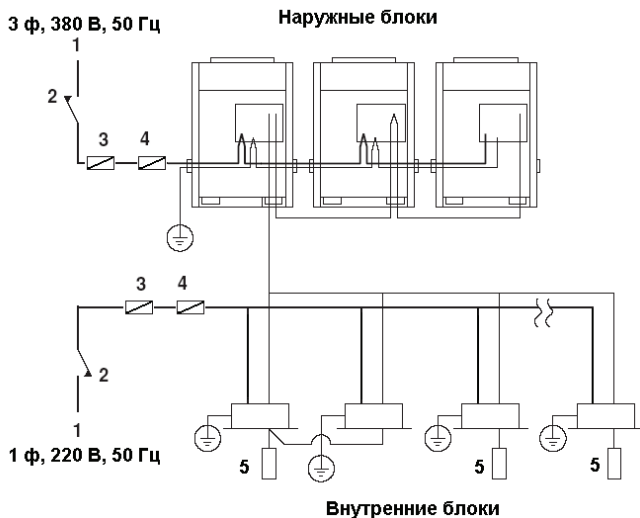 Наружные блоки
3 ф, 380 В, 50 Гц
1
2
3 4
3 4
2
1
1 ф, 220 В, 50 Гц
5 5 5
Внутренние блоки